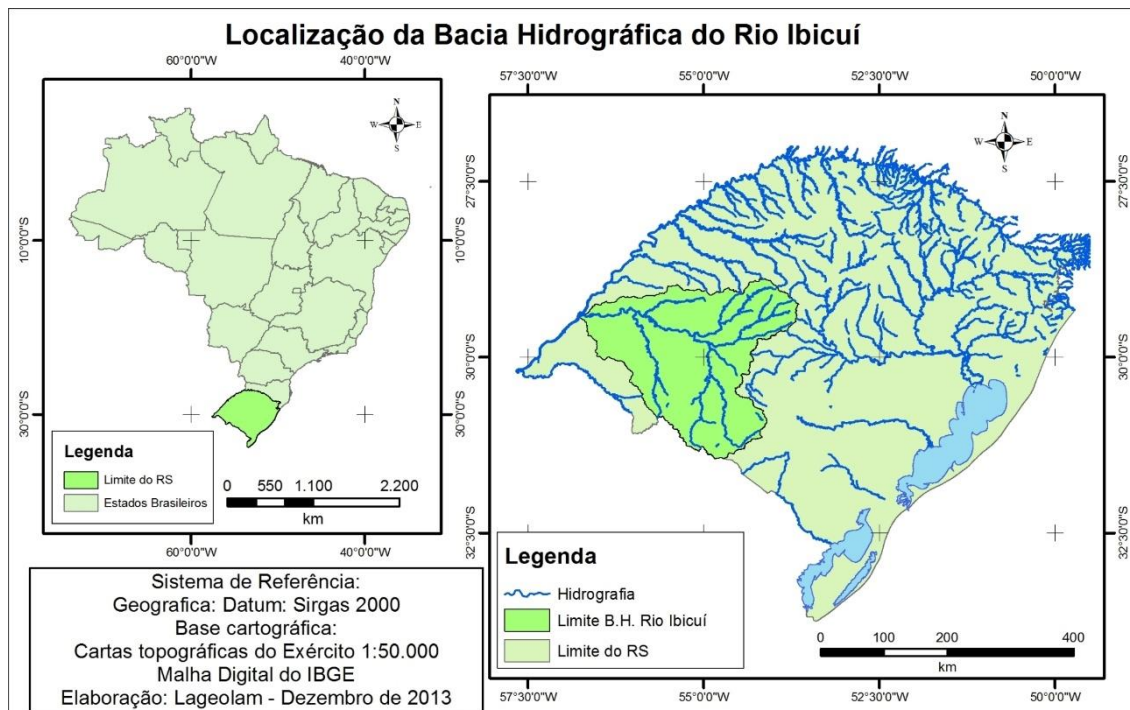 Localização da Bacia Hidrográfica do Rio Ibicuí
60°0'0"W 40°0'0"W
N
W E
S
10°0'0"S 10°0'0"S
30°0'0"S 30°0'0"S
Legenda
Limite do RS
Estados Brasileiros
0 550 1.100 2.200
km
60°0'0"W 40°0'0"W
Sistema de Referência:
Geografica: Datum: Sirgas 2000
Base cartográfica:
Cartas topográficas do Exército 1:50.000
Malha Digital do IBGE
Elaboração: Lageolam - Dezembro de 2013
57°30'0"W 55°0'0"W 52°30'0"W 50°0'0"W
N
W E
S
27°30'0"S 27°30'0"S
30°0'0"S 30°0'0"S
32°30'0"S 32°30'0"S
Legenda
Hidrografia
Limite B.H. Rio Ibicuí
Limite do RS
0 100 200 400
km
57°30'0"W 55°0'0"W 52°30'0"W 50°0'0"W